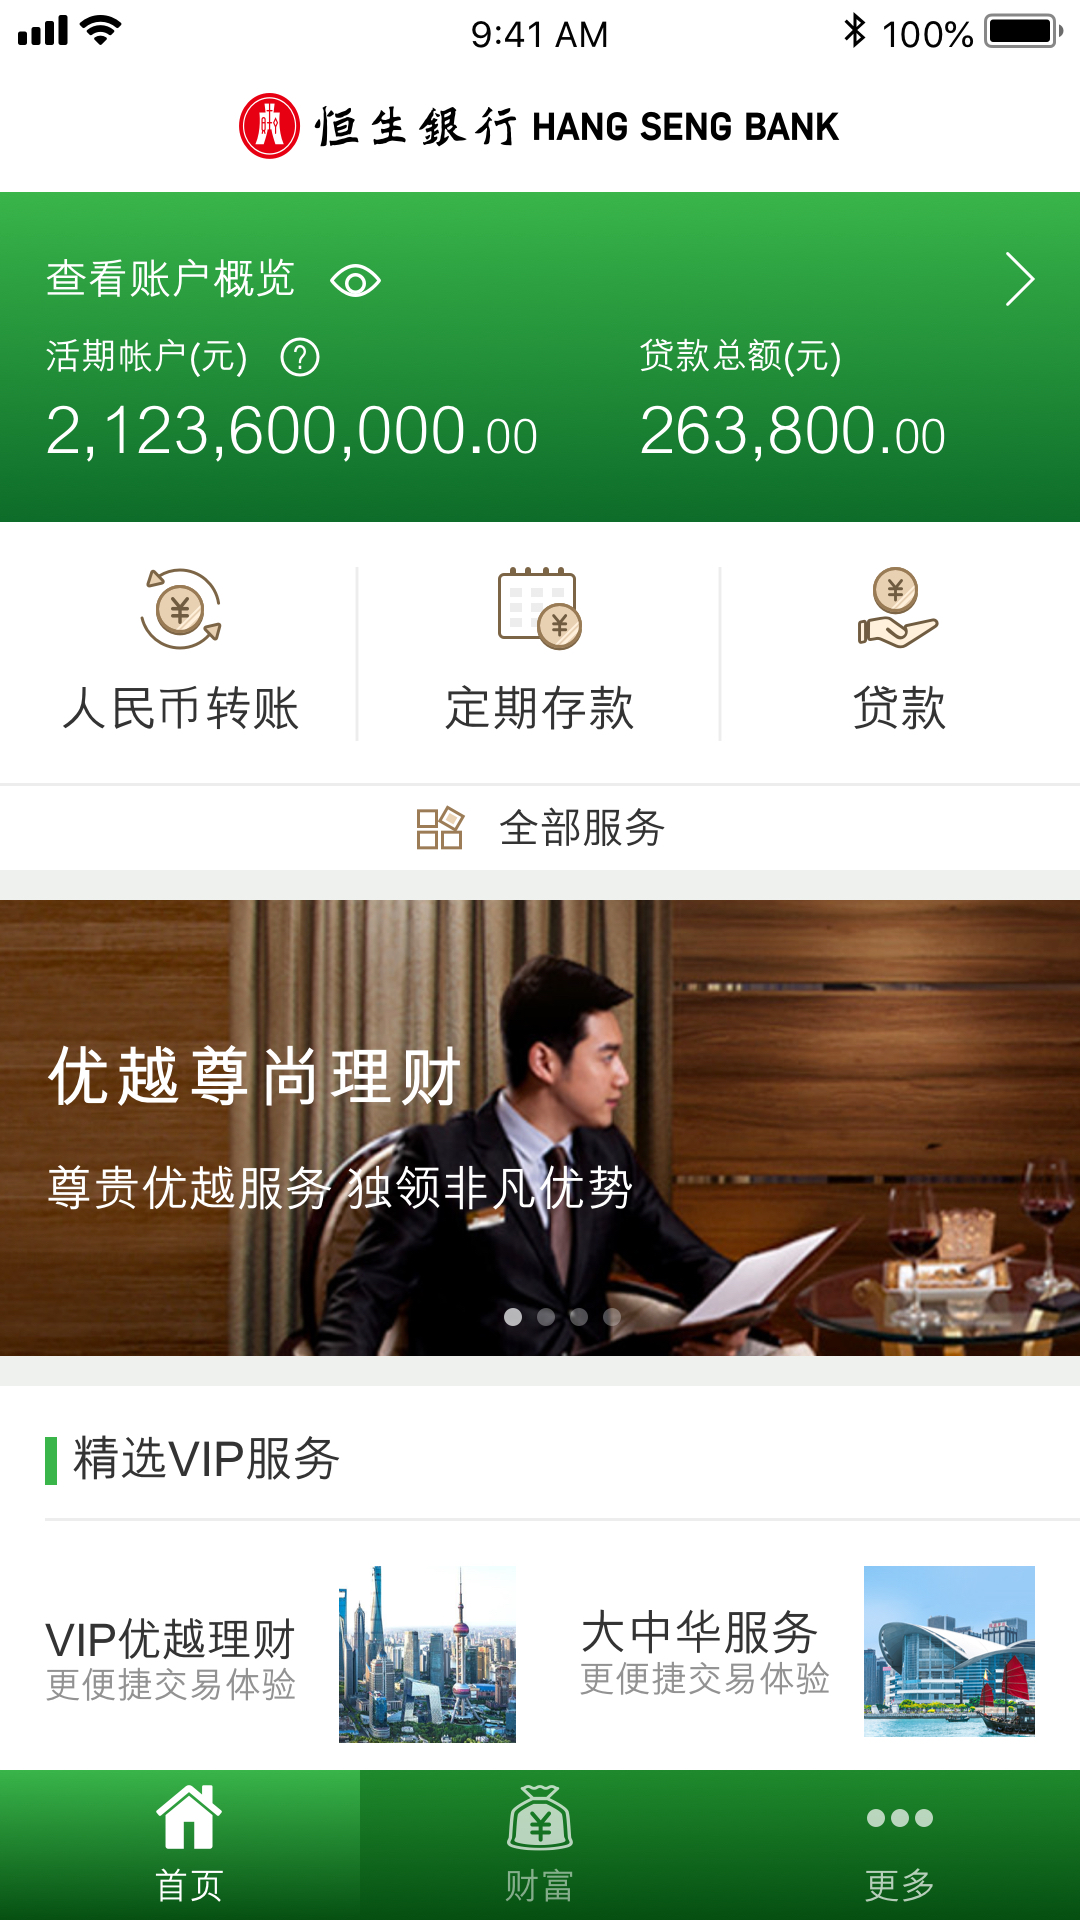 9:41 AM
100%
恒生銀行 HANG SENG BANK
查看账户概览
活期帐户(元) ?
贷款总额(元)
2,123,600,000.00
263,800.00
人民币转账
定期存款
贷款
全部服务
优越尊尚理财
尊贵优越服务 独领非凡优势
精选VIP服务
VIP优越理财
更便捷交易体验
大中华服务
更便捷交易体验
首页
财富
更多